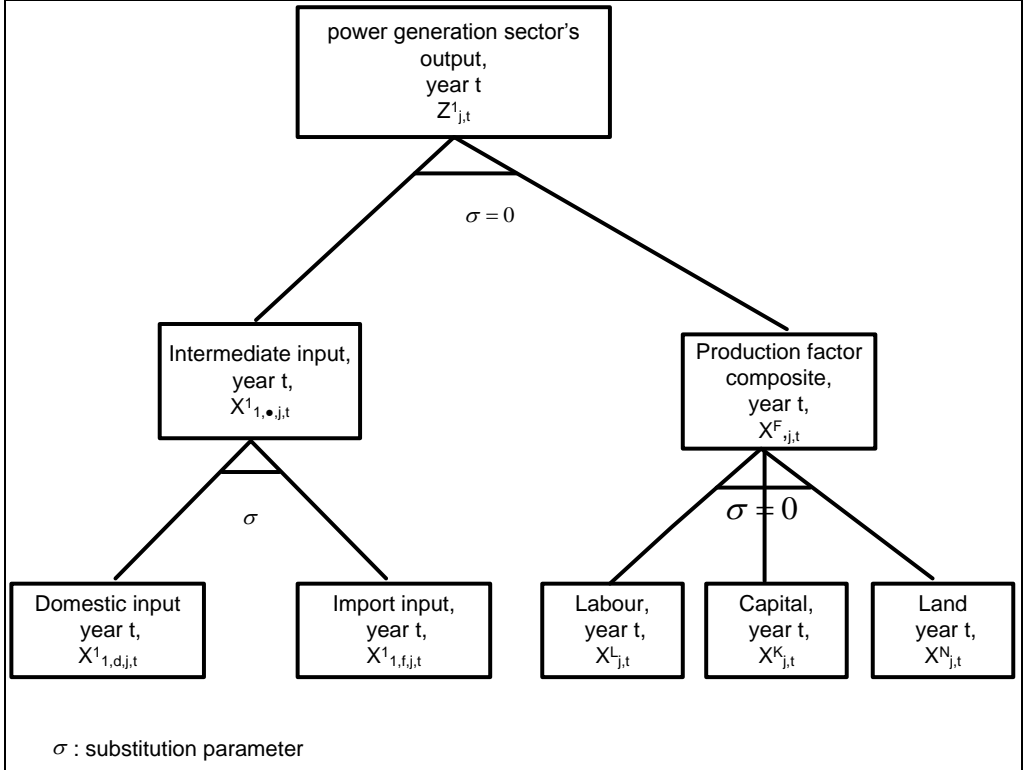 power generation sector's
output,
year t
Z¹j,t
σ = 0
Intermediate input,
year t,
X¹1,●,j,t
Production factor
composite,
year t,
XF,j,t
σ
σ = 0
Domestic input
year t,
X¹1,d,j,t
Import input,
year t,
X¹1,f,j,t
Labour,
year t,
XLj,t
Capital,
year t,
XKj,t
Land
year t,
XNj,t
σ : substitution parameter